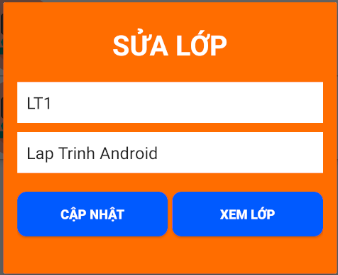 SỬA LỚP
LT1
Lap Trinh Android
CẬP NHẬT
XEM LỚP